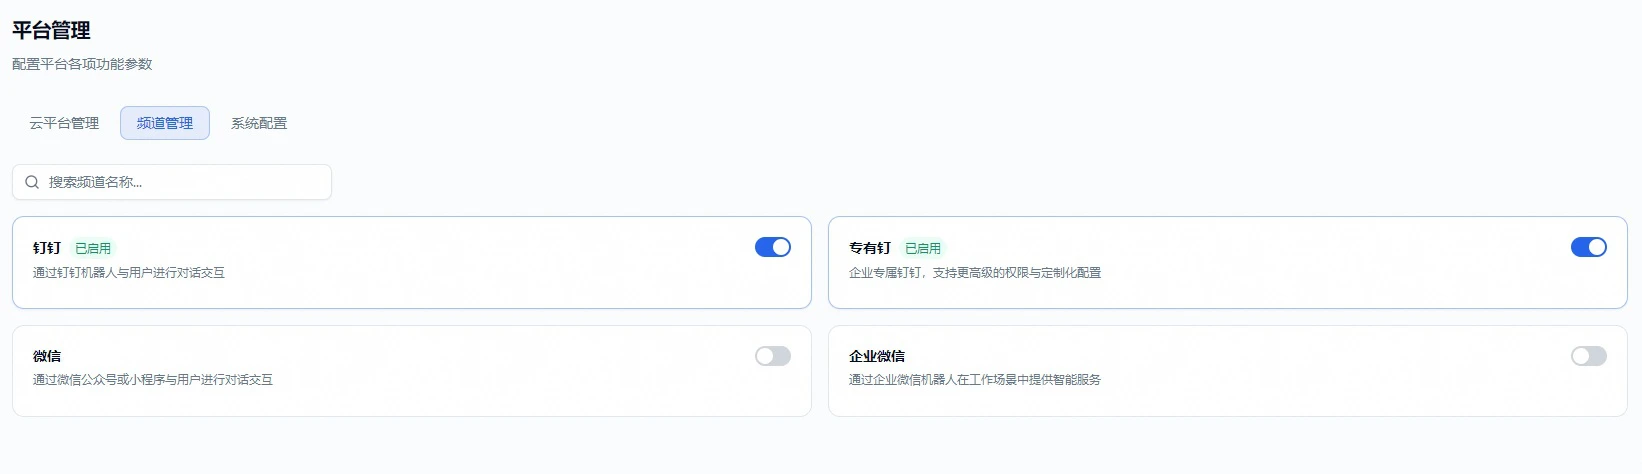 平台管理
配置平台各项功能参数
云平台管理 频道管理 系统配置
搜索频道名称...
钉钉 已启用
通过钉钉机器人与用户进行对话交互
专有钉 已启用
企业专属钉钉，支持更高级的权限与定制化配置
微信
通过微信公众号或小程序与用户进行对话交互
企业微信
通过企业微信机器人在工作场景中提供智能服务